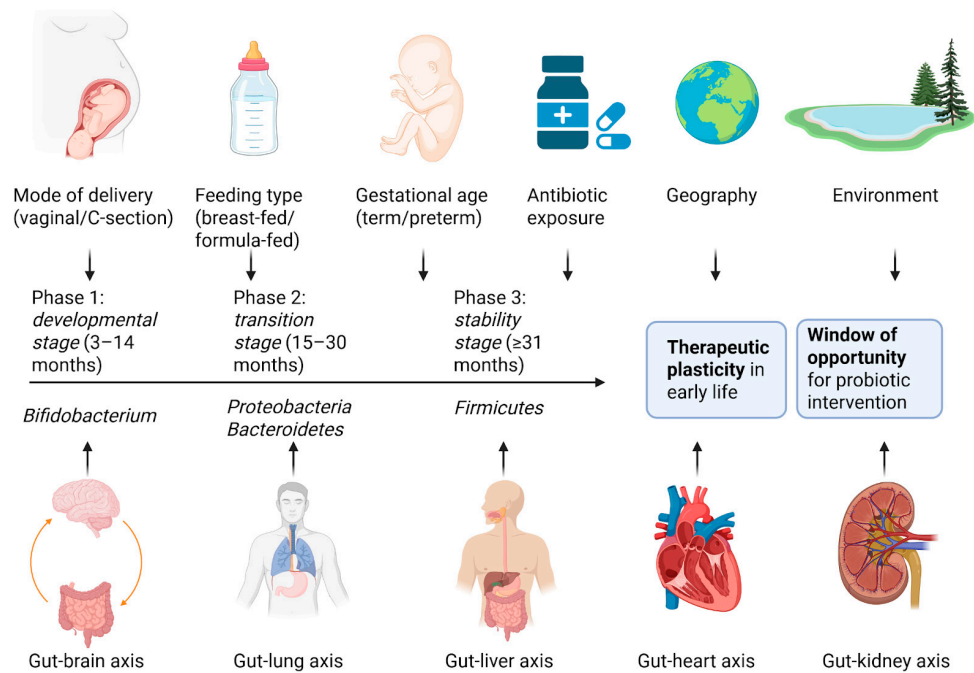 Mode of delivery
(vaginal/C-section)
Feeding type
(breast-fed/
formula-fed)
Gestational age
(term/preterm)
Antibiotic
exposure
Geography
Environment
Phase 1:
developmental
stage (3–14
months)
Phase 2:
transition
stage (15–30
months)
Phase 3:
stability
stage (≥31
months)
Therapeutic
plasticity in
early life
Window of
opportunity
for probiotic
intervention
Bifidobacterium
Proteobacteria
Bacteroidetes
Firmicutes
Gut-brain axis
Gut-lung axis
Gut-liver axis
Gut-heart axis
Gut-kidney axis